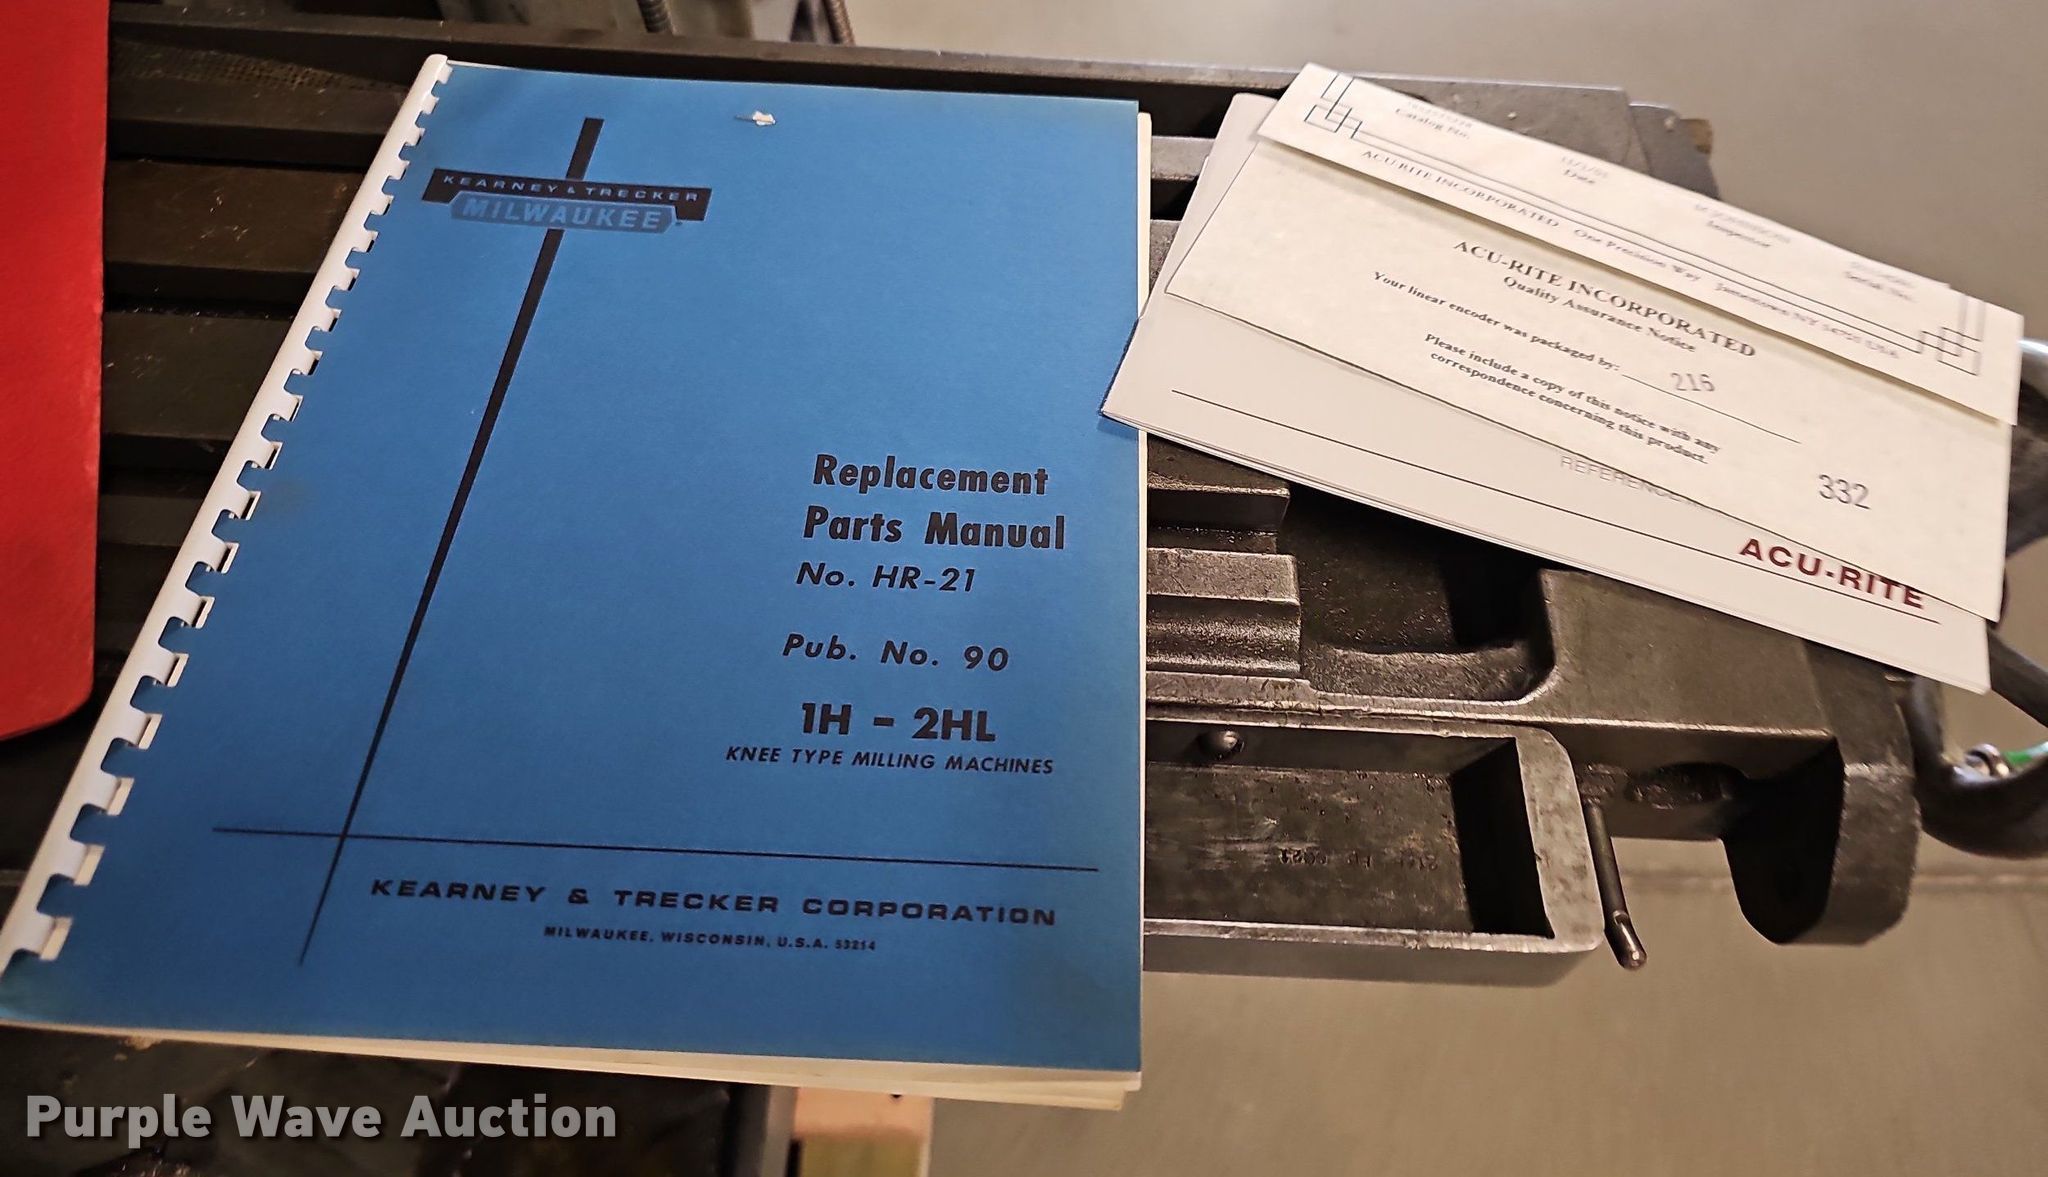 KEARNEY & TRECKER
MILWAUKEE
Replacement
Parts Manual
No. HR-21
Pub. No. 90
1H - 2HL
KNEE TYPE MILLING MACHINES
KEARNEY & TRECKER CORPORATION
MILWAUKEE, WISCONSIN, U.S.A. 53214
Catalog No.
Date
Inspector
Serial No.
ACU-RITE INCORPORATED One Precision Way Jamestown NY 14701 USA
ACU-RITE INCORPORATED
Quality Assurance Notice
Your linear encoder was packaged by: 216
Please include a copy of this notice with any
correspondence concerning this product.
332
REFERENCE
ACU-RITE
Purple Wave Auction